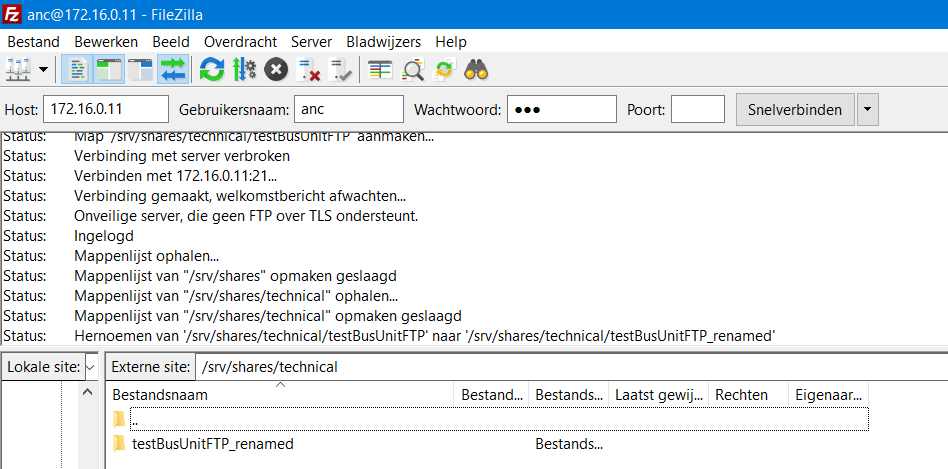 anc@172.16.0.11 - FileZilla
Bestand Bewerken Beeld Overdracht Server Bladwijzers Help
Host: 172.16.0.11 Gebruikersnaam: anc Wachtwoord: ●●● Poort: Snelverbinden
Status: Map '/srv/shares/technical/testBusUnitFTP' aanmaken...
Status: Verbinding met server verbroken
Status: Verbinden met 172.16.0.11:21...
Status: Verbinding gemaakt, welkomstbericht afwachten...
Status: Onveilige server, die geen FTP over TLS ondersteunt.
Status: Ingelogd
Status: Mappenlijst ophalen...
Status: Mappenlijst van "/srv/shares" opmaken geslaagd
Status: Mappenlijst van "/srv/shares/technical" ophalen...
Status: Mappenlijst van "/srv/shares/technical" opmaken geslaagd
Status: Hernoemen van '/srv/shares/technical/testBusUnitFTP' naar '/srv/shares/technical/testBusUnitFTP_renamed'
Lokale site: Externe site: /srv/shares/technical
Bestandsnaam Bestand... Bestands... Laatst gewij... Rechten Eigenaar...
..
testBusUnitFTP_renamed Bestands...